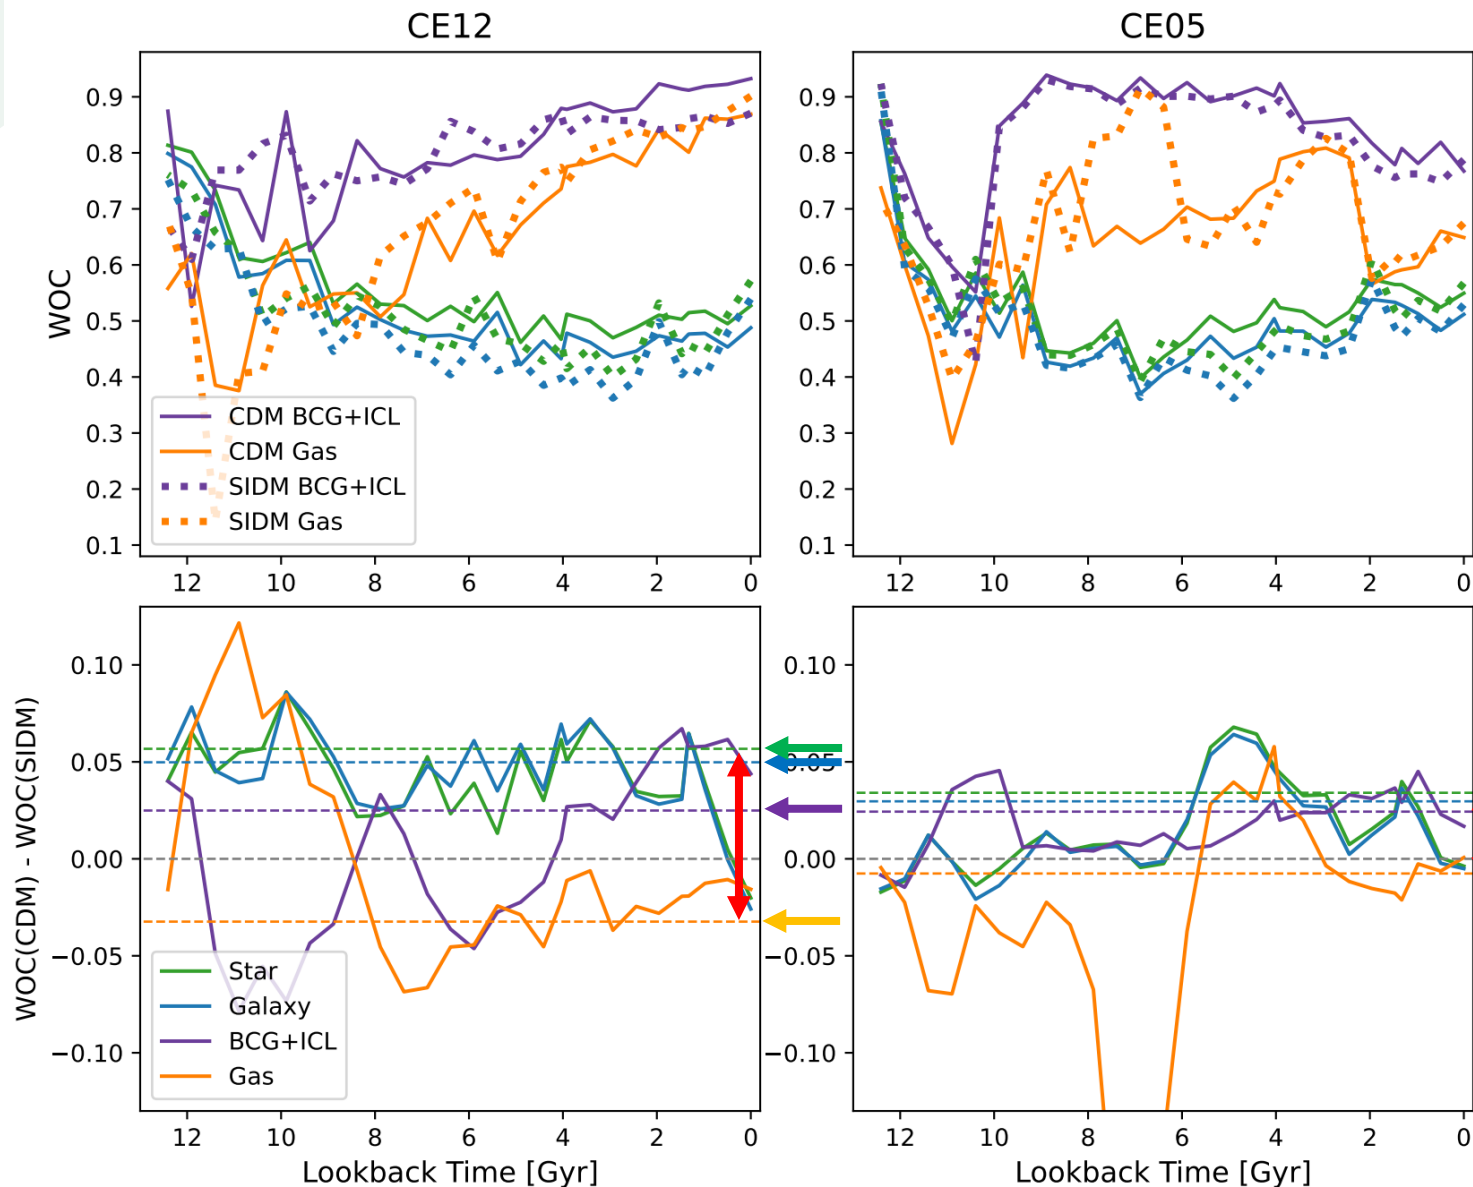 CE12
CE05
WOC
0.9
0.8
0.7
0.6
0.5
0.4
0.3
0.2
0.1
CDM BCG+ICL
CDM Gas
SIDM BCG+ICL
SIDM Gas
12 10 8 6 4 2 0
0.9
0.8
0.7
0.6
0.5
0.4
0.3
0.2
0.1
12 10 8 6 4 2 0
WOC(CDM) - WOC(SIDM)
0.10
0.05
0.00
−0.05
−0.10
Star
Galaxy
BCG+ICL
Gas
12 10 8 6 4 2 0
Lookback Time [Gyr]
0.10
0.05
0.00
−0.05
−0.10
12 10 8 6 4 2 0
Lookback Time [Gyr]